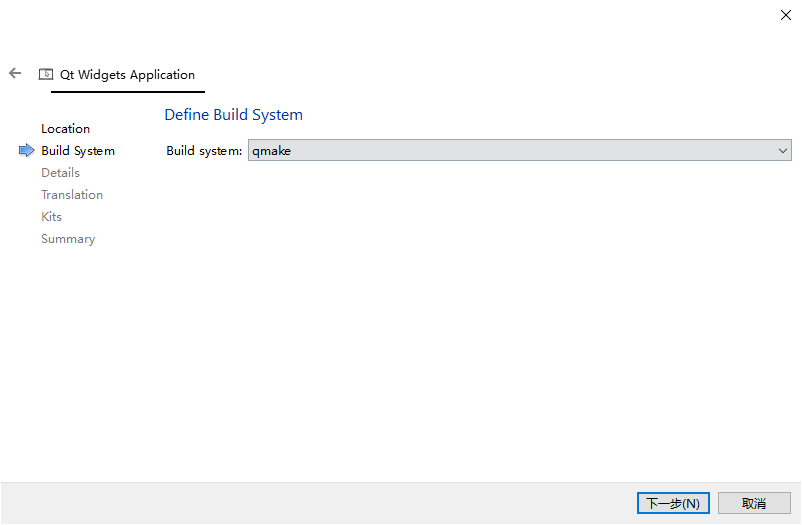 Qt Widgets Application
Define Build System
Location
Build System
Build system: qmake
Details
Translation
Kits
Summary
下一步(N)
取消